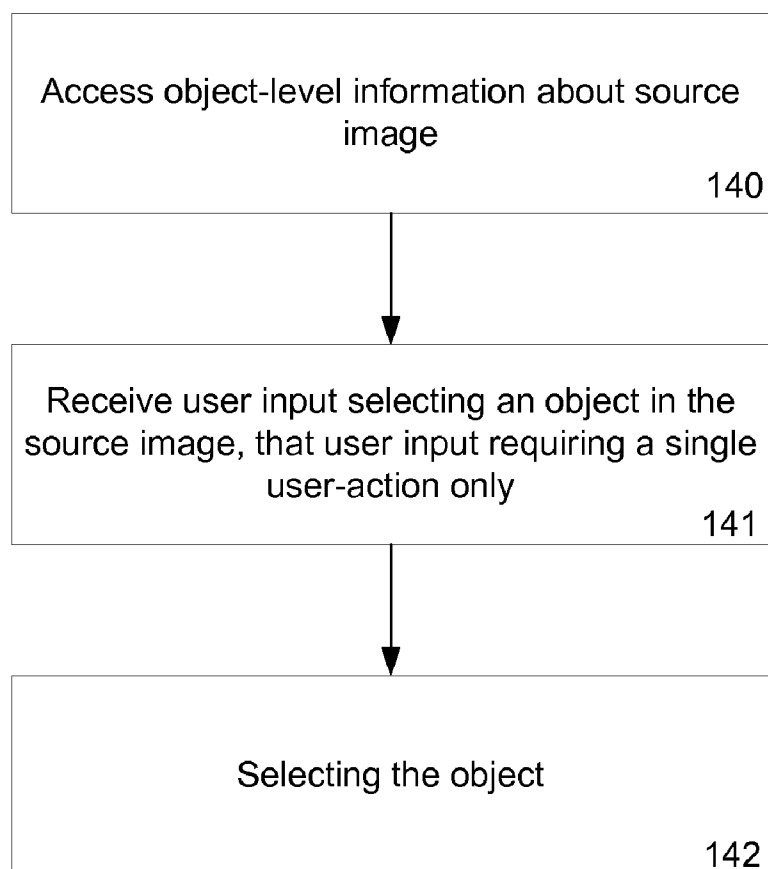 Access object-level information about source
image
140
Receive user input selecting an object in the
source image, that user input requiring a single
user-action only
141
Selecting the object
142